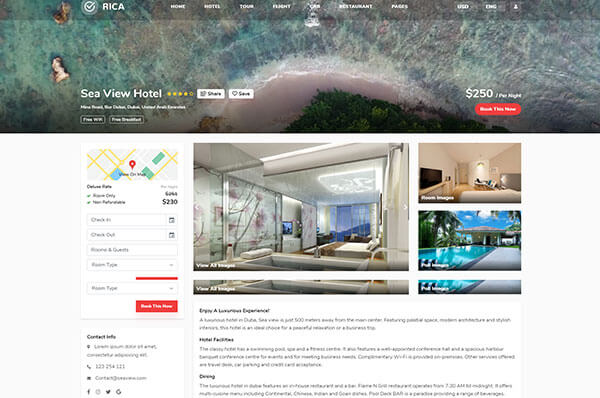 RICA
HOME HOTEL TOUR FLIGHT CAR RESTAURANT PAGES USD ENG
Sea View Hotel
Share
Save
$250 / Per Night
Mina Road, Bur Dubai, Dubai, United Arab Emirates
Book This Now
Free Wifi
Free Breakfast
View On Map
Deluxe Rate
Per Night
Room Only
Non Refundable
$230
Check In
Check Out
Rooms & Guests
Room Type
Room Type
Book This Now
View All Images
View All Images
Room Images
Pool Images
Pool Images
Enjoy A Luxurious Experience!
A luxurious hotel in Duba, Sea view is just 500 meters away from the main center. Featuring palatial space, modern architecture and stylish
interiors, this hotel is an ideal choice for a peaceful relaxation or a business trip.
Hotel Facilities
The classy hotel has a swimming pool, spa and a fitness centre. It also features a well-appointed conference hall and a spacious harbour
banquet conference centre for events and for meeting business needs. Complimentary Wi-Fi is provided on-premises. Other services offered
are travel desk, car parking and credit card acceptance.
Dining
The luxurious hotel in dubai features an in-house restaurant and a bar. Flame N Grill restaurant operates from 7:30 AM til midnight. It offers
multi-cuisine menu including Continental, Chinese, Indian and Goan dishes. Pool Deck BAR is a paradise providing a range of beverages.
Contact Info
Lorem ipsum dolor sit amet,
consectetur adipiscing elit.
123 254 121
Contact@seaview.com